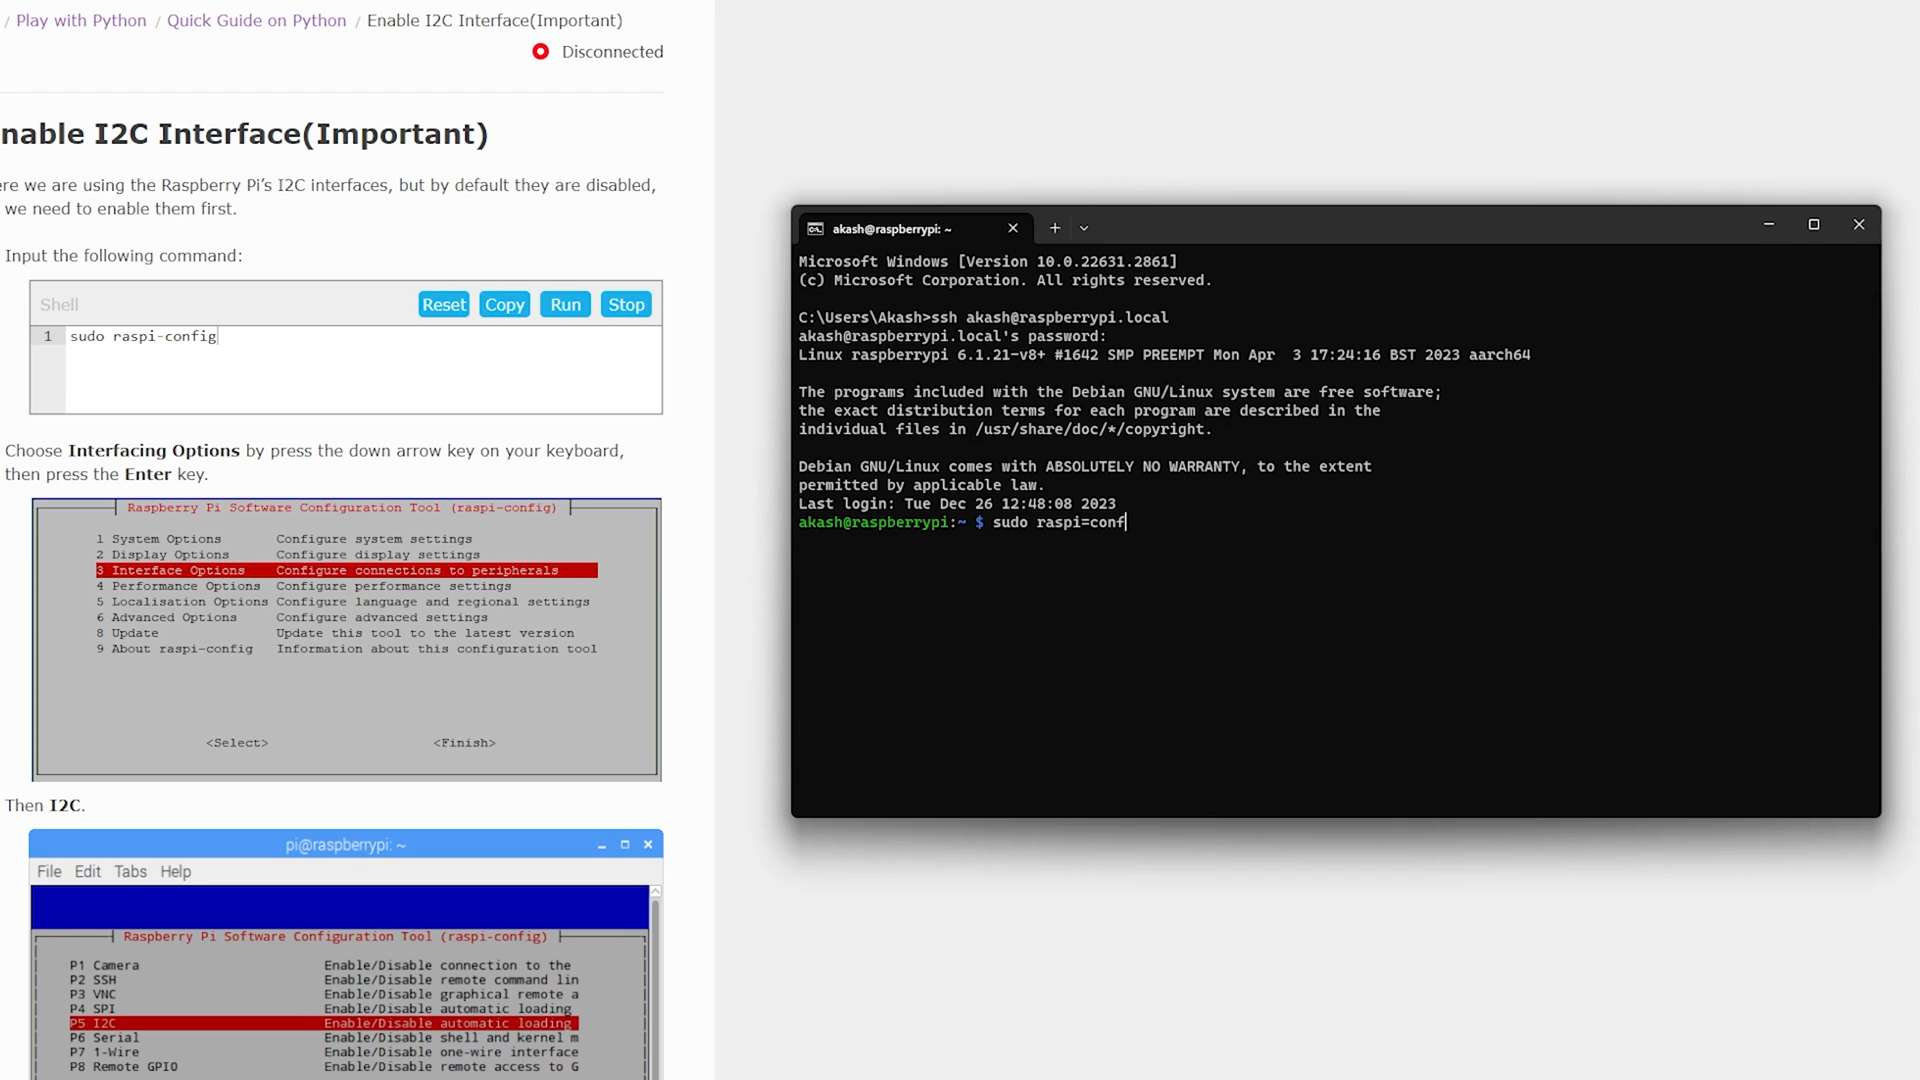 / Play with Python / Quick Guide on Python / Enable I2C Interface(Important)
Disconnected
nable I2C Interface(Important)
ere we are using the Raspberry Pi’s I2C interfaces, but by default they are disabled,
we need to enable them first.
Input the following command:
Shell Reset Copy Run Stop
1 sudo raspi-config
Choose Interfacing Options by press the down arrow key on your keyboard,
then press the Enter key.
Raspberry Pi Software Configuration Tool (raspi-config)
1 System Options Configure system settings
2 Display Options Configure display settings
3 Interface Options Configure connections to peripherals
4 Performance Options Configure performance settings
5 Localisation Options Configure language and regional settings
6 Advanced Options Configure advanced settings
8 Update Update this tool to the latest version
9 About raspi-config Information about this configuration tool
<Select> <Finish>
Then I2C.
pi@raspberrypi: ~
File Edit Tabs Help
Raspberry Pi Software Configuration Tool (raspi-config)
P1 Camera Enable/Disable connection to the
P2 SSH Enable/Disable remote command lin
P3 VNC Enable/Disable graphical remote a
P4 SPI Enable/Disable automatic loading
P5 I2C Enable/Disable automatic loading
P6 Serial Enable/Disable shell and kernel m
P7 1-Wire Enable/Disable one-wire interface
P8 Remote GPIO Enable/Disable remote access to G
akash@raspberrypi: ~
Microsoft Windows [Version 10.0.22631.2861]
(c) Microsoft Corporation. All rights reserved.
C:\Users\Akash>ssh akash@raspberrypi.local
akash@raspberrypi.local's password:
Linux raspberrypi 6.1.21-v8+ #1642 SMP PREEMPT Mon Apr  3 17:24:16 BST 2023 aarch64
The programs included with the Debian GNU/Linux system are free software;
the exact distribution terms for each program are described in the
individual files in /usr/share/doc/*/copyright.
Debian GNU/Linux comes with ABSOLUTELY NO WARRANTY, to the extent
permitted by applicable law.
Last login: Tue Dec 26 12:48:08 2023
akash@raspberrypi:~ $ sudo raspi=conf